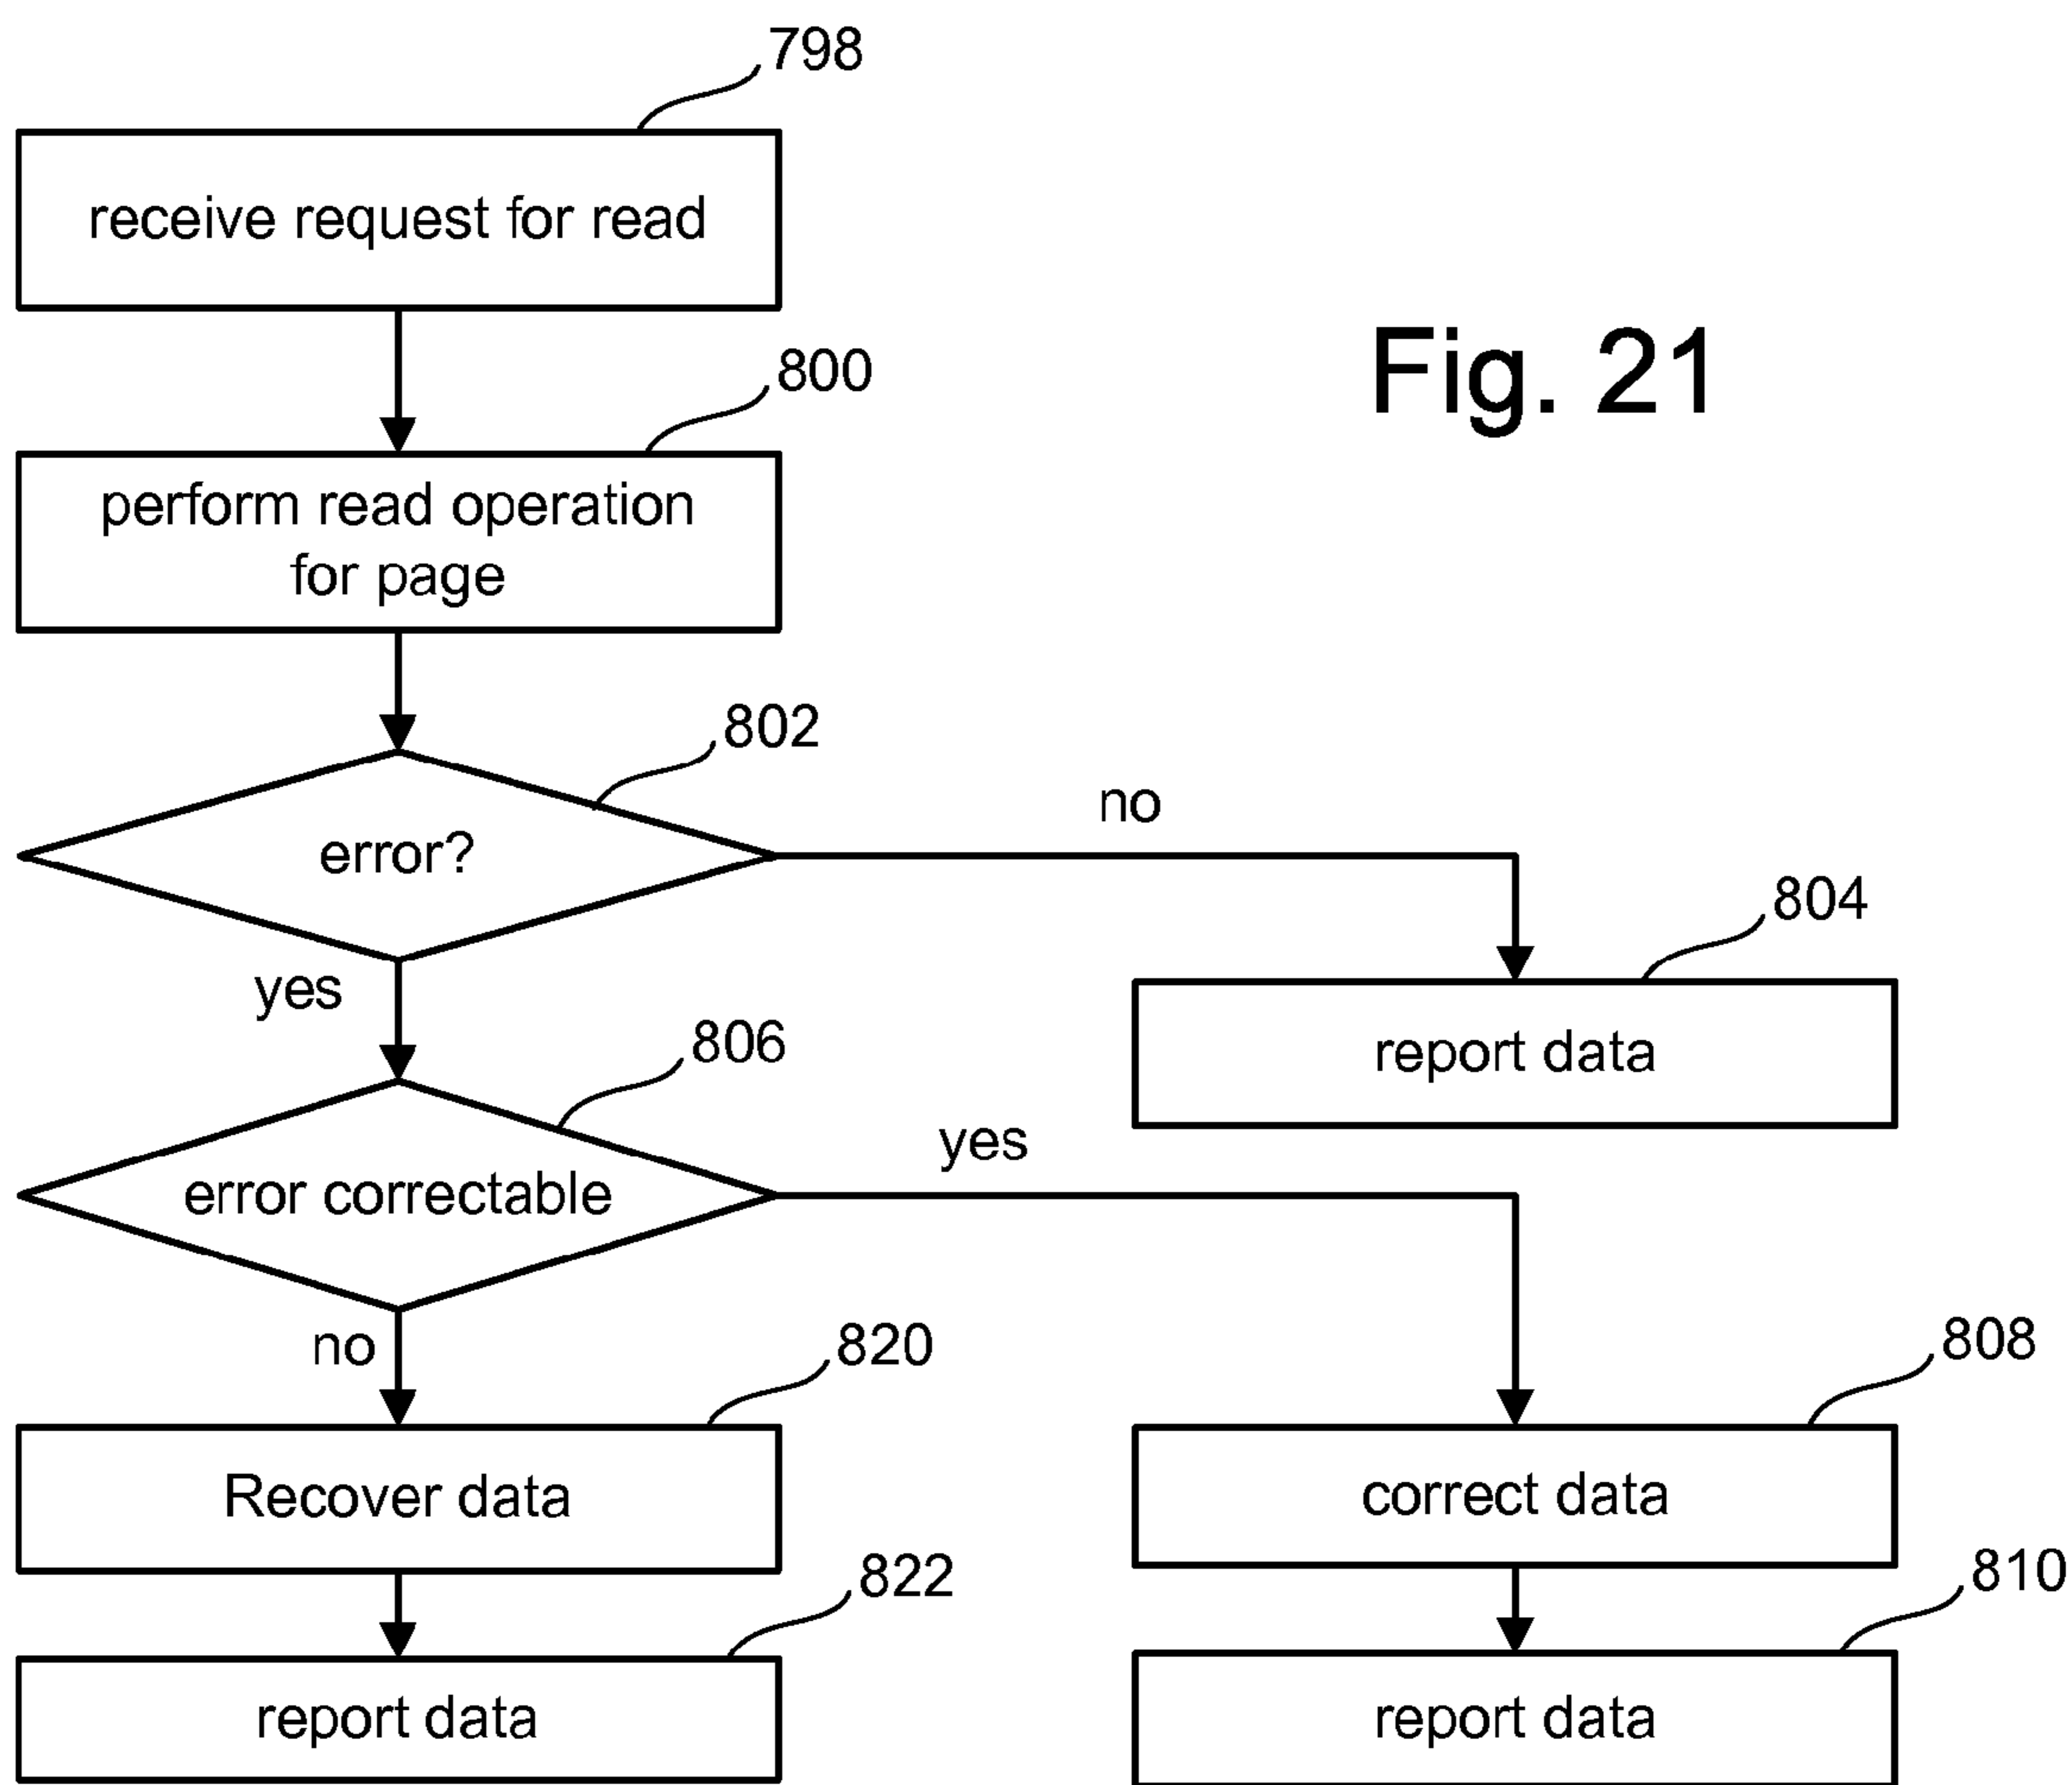 798
receive request for read
Fig. 21
800
perform read operation
for page
802
error?
no
804
report data
yes
806
error correctable
yes
no
820
Recover data
808
correct data
822
report data
810
report data